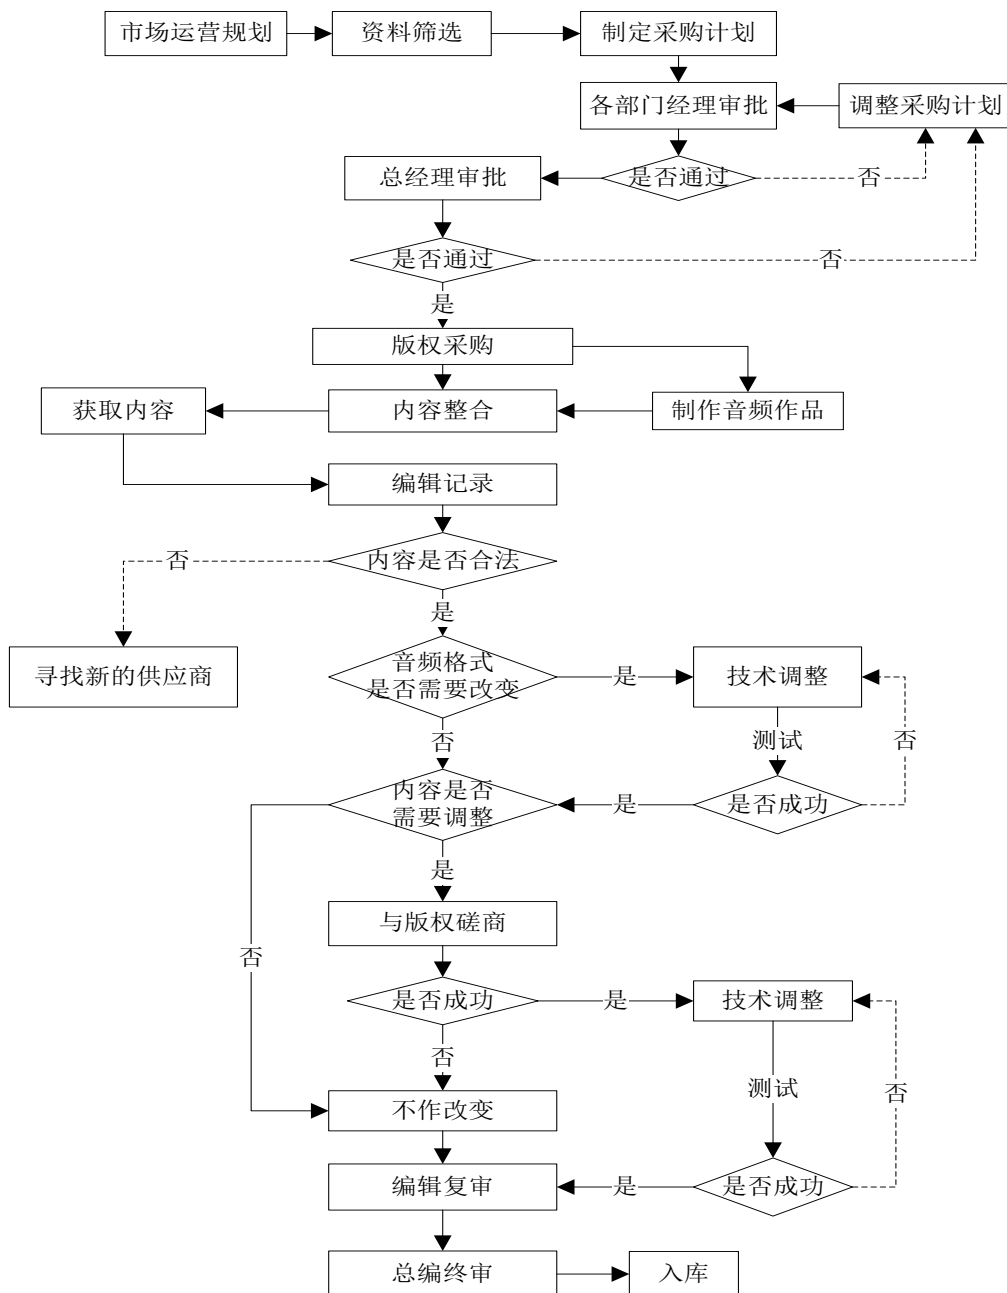 市场运营规划
资料筛选
制定采购计划
各部门经理审批
调整采购计划
总经理审批
是否通过
否
是否通过
否
是
版权采购
获取内容
内容整合
制作音频作品
编辑记录
否
内容是否合法
是
寻找新的供应商
音频格式
是否需要改变
是
技术调整
否
测试
否
内容是否
需要调整
是
是否成功
是
与版权磋商
否
是否成功
是
技术调整
否
测试
否
不作改变
编辑复审
是
是否成功
总编终审
入库